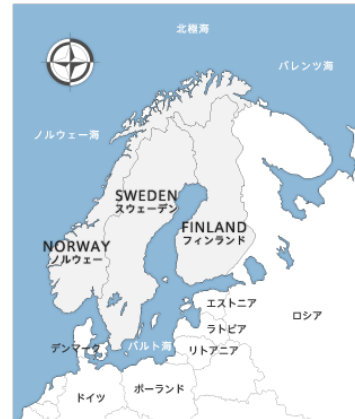 北極海
バレンツ海
ノルウェー海
SWEDEN
スウェーデン
FINLAND
フィンランド
NORWAY
ノルウェー
エストニア
ロシア
ラトビア
デンマーク
バルト海
リトアニア
ドイツ
ポーランド